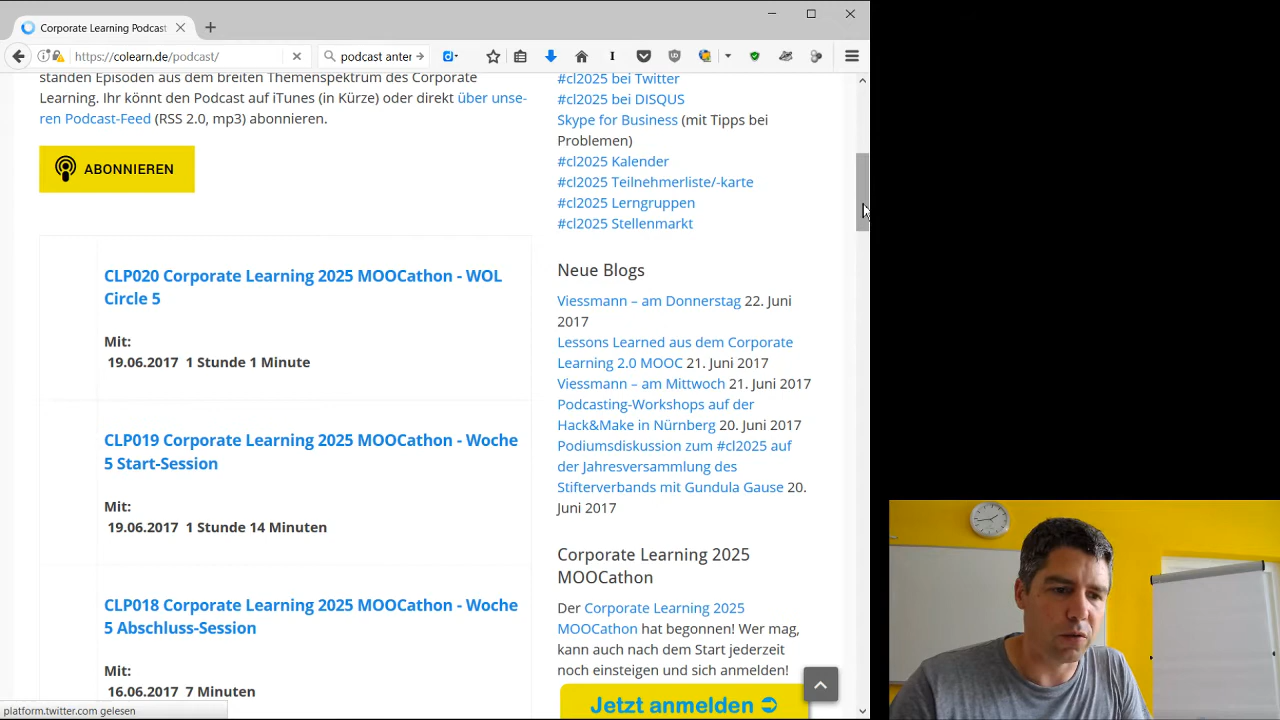 Corporate Learning Podcast
https://colearn.de/podcast/
podcast anter
standen Episoden aus dem breiten Themenspektrum des Corporate
Learning. Ihr könnt den Podcast auf iTunes (in Kürze) oder direkt über unse-
ren Podcast-Feed (RSS 2.0, mp3) abonnieren.
ABONNIEREN
CLP020 Corporate Learning 2025 MOOCathon - WOL
Circle 5
Mit:
19.06.2017 1 Stunde 1 Minute
CLP019 Corporate Learning 2025 MOOCathon - Woche
5 Start-Session
Mit:
19.06.2017 1 Stunde 14 Minuten
CLP018 Corporate Learning 2025 MOOCathon - Woche
5 Abschluss-Session
Mit:
16.06.2017 7 Minuten
platform.twitter.com gelesen
#cl2025 bei Twitter
#cl2025 bei DISQUS
Skype for Business (mit Tipps bei
Problemen)
#cl2025 Kalender
#cl2025 Teilnehmerliste/-karte
#cl2025 Lerngruppen
#cl2025 Stellenmarkt
Neue Blogs
Viessmann – am Donnerstag 22. Juni
2017
Lessons Learned aus dem Corporate
Learning 2.0 MOOC 21. Juni 2017
Viessmann – am Mittwoch 21. Juni 2017
Podcasting-Workshops auf der
Hack&Make in Nürnberg 20. Juni 2017
Podiumsdiskussion zum #cl2025 auf
der Jahresversammlung des
Stifterverbands mit Gundula Gause 20.
Juni 2017
Corporate Learning 2025
MOOCathon
Der Corporate Learning 2025
MOOCathon hat begonnen! Wer mag,
kann auch nach dem Start jederzeit
noch einsteigen und sich anmelden!
Jetzt anmelden